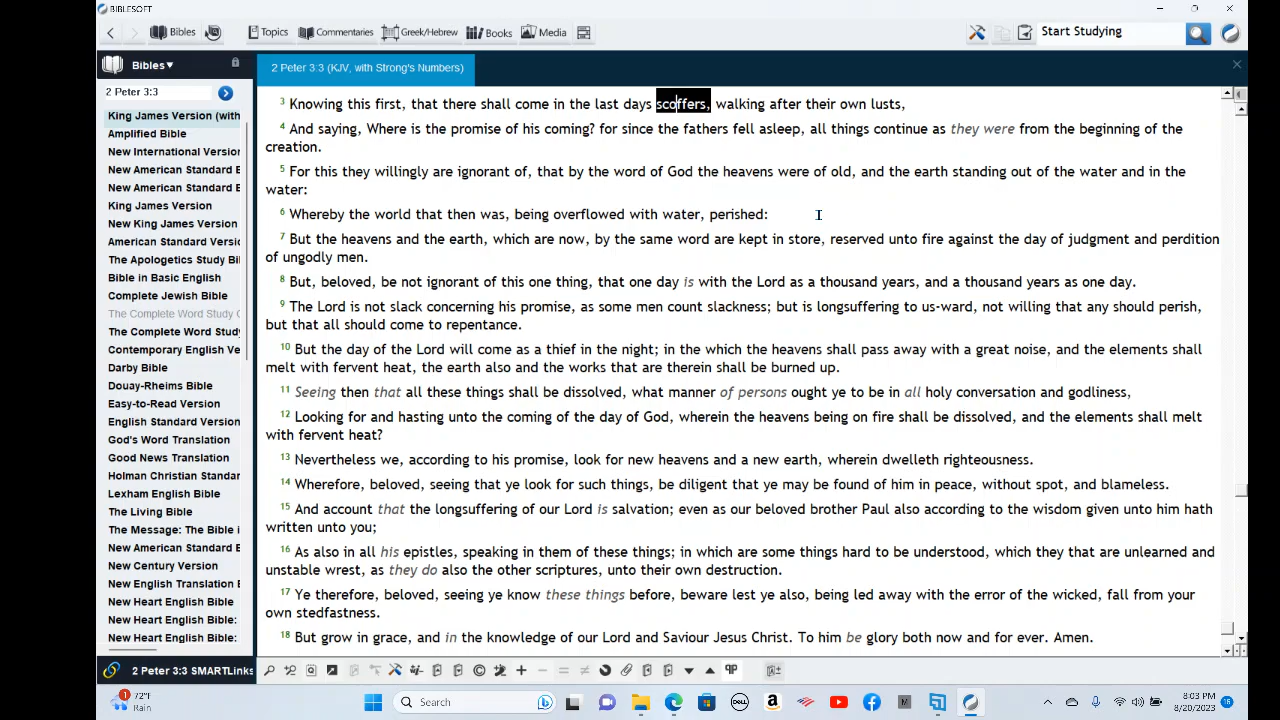 BIBLESOFT
Bibles
Topics
Commentaries
Greek/Hebrew
Books
Media
Start Studying
Bibles▾
2 Peter 3:3 (KJV, with Strong's Numbers)
2 Peter 3:3
King James Version (with
Amplified Bible
New International Version
New American Standard B
New American Standard B
King James Version
New King James Version
American Standard Version
The Apologetics Study Bi
Bible in Basic English
Complete Jewish Bible
The Complete Word Study O
The Complete Word Study
Contemporary English Ve
Darby Bible
Douay-Rheims Bible
Easy-to-Read Version
English Standard Version
God's Word Translation
Good News Translation
Holman Christian Standar
Lexham English Bible
The Living Bible
The Message: The Bible i
New American Standard B
New Century Version
New English Translation B
New Heart English Bible
New Heart English Bible:
New Heart English Bible:
2 Peter 3:3 SMARTLinks
3 Knowing this first, that there shall come in the last days scoffers, walking after their own lusts,
4 And saying, Where is the promise of his coming? for since the fathers fell asleep, all things continue as they were from the beginning of the
creation.
5 For this they willingly are ignorant of, that by the word of God the heavens were of old, and the earth standing out of the water and in the
water:
6 Whereby the world that then was, being overflowed with water, perished:
7 But the heavens and the earth, which are now, by the same word are kept in store, reserved unto fire against the day of judgment and perdition
of ungodly men.
8 But, beloved, be not ignorant of this one thing, that one day is with the Lord as a thousand years, and a thousand years as one day.
9 The Lord is not slack concerning his promise, as some men count slackness; but is longsuffering to us-ward, not willing that any should perish,
but that all should come to repentance.
10 But the day of the Lord will come as a thief in the night; in the which the heavens shall pass away with a great noise, and the elements shall
melt with fervent heat, the earth also and the works that are therein shall be burned up.
11 Seeing then that all these things shall be dissolved, what manner of persons ought ye to be in all holy conversation and godliness,
12 Looking for and hasting unto the coming of the day of God, wherein the heavens being on fire shall be dissolved, and the elements shall melt
with fervent heat?
13 Nevertheless we, according to his promise, look for new heavens and a new earth, wherein dwelleth righteousness.
14 Wherefore, beloved, seeing that ye look for such things, be diligent that ye may be found of him in peace, without spot, and blameless.
15 And account that the longsuffering of our Lord is salvation; even as our beloved brother Paul also according to the wisdom given unto him hath
written unto you;
16 As also in all his epistles, speaking in them of these things; in which are some things hard to be understood, which they that are unlearned and
unstable wrest, as they do also the other scriptures, unto their own destruction.
17 Ye therefore, beloved, seeing ye know these things before, beware lest ye also, being led away with the error of the wicked, fall from your
own stedfastness.
18 But grow in grace, and in the knowledge of our Lord and Saviour Jesus Christ. To him be glory both now and for ever. Amen.
1
72°F
Rain
Search
DELL
8:03 PM
8/20/2023